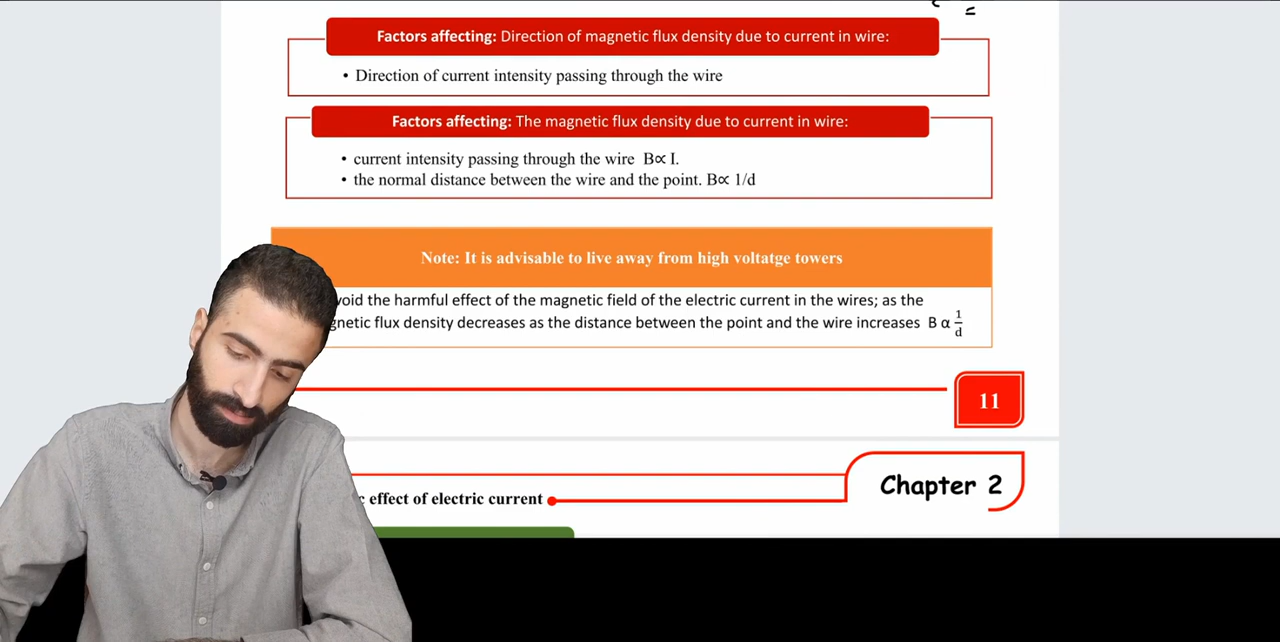 Factors affecting: Direction of magnetic flux density due to current in wire:
• Direction of current intensity passing through the wire
Factors affecting: The magnetic flux density due to current in wire:
• current intensity passing through the wire B∝ I.
• the normal distance between the wire and the point. B∝ 1/d
Note: It is advisable to live away from high voltatge towers
void the harmful effect of the magnetic field of the electric current in the wires; as the
gnetic flux density decreases as the distance between the point and the wire increases B α 1/d
11
Chapter 2
effect of electric current